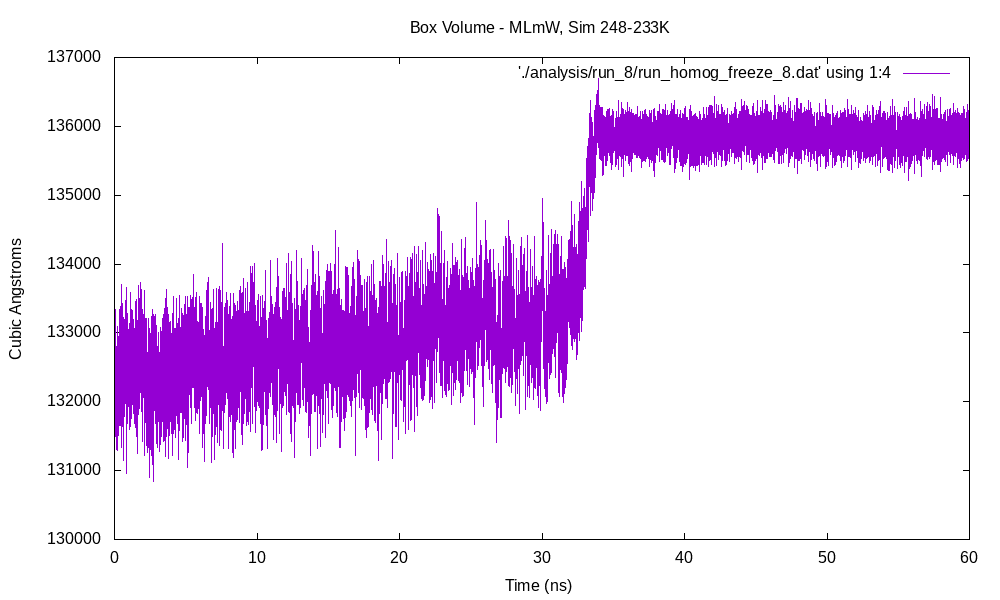 Box Volume - MLmW, Sim 248-233K
'./analysis/run_8/run_homog_freeze_8.dat' using 1:4
137000
136000
135000
134000
133000
132000
131000
130000
Cubic Angstroms
0 10 20 30 40 50 60
Time (ns)